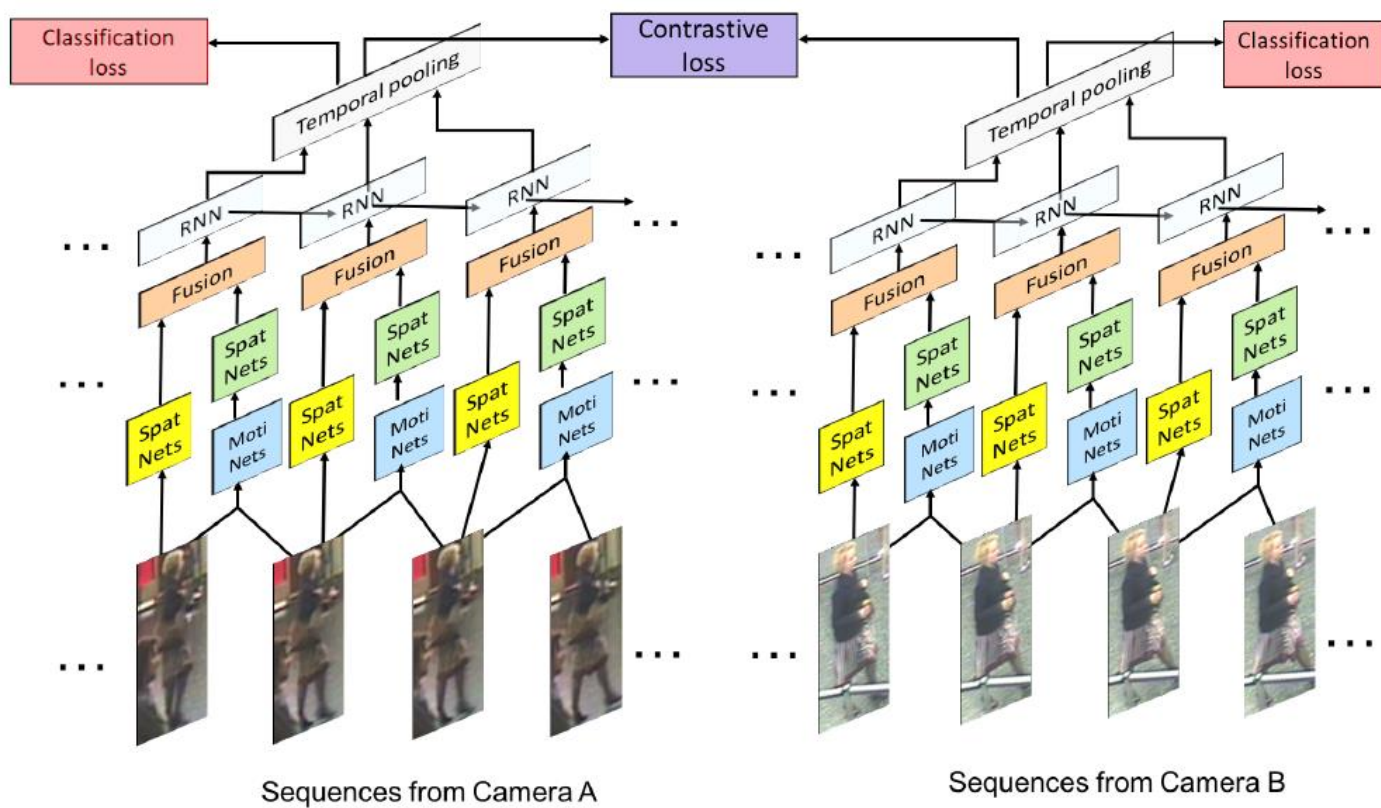 Classification
loss
Contrastive
loss
Classification
loss
Temporal pooling
Temporal pooling
RNN
RNN
RNN
...
RNN
RNN
RNN
...
...
...
Fusion
Fusion
Fusion
Fusion
Fusion
Fusion
Spat
Nets
Spat
Nets
Spat
Nets
Spat
Nets
Spat
Nets
Spat
Nets
...
...
...
...
Spat
Nets
Moti
Nets
Spat
Nets
Moti
Nets
Spat
Nets
Moti
Nets
Spat
Nets
Moti
Nets
Spat
Nets
Moti
Nets
Spat
Nets
Moti
Nets
...
...
...
...
Sequences from Camera A
Sequences from Camera B